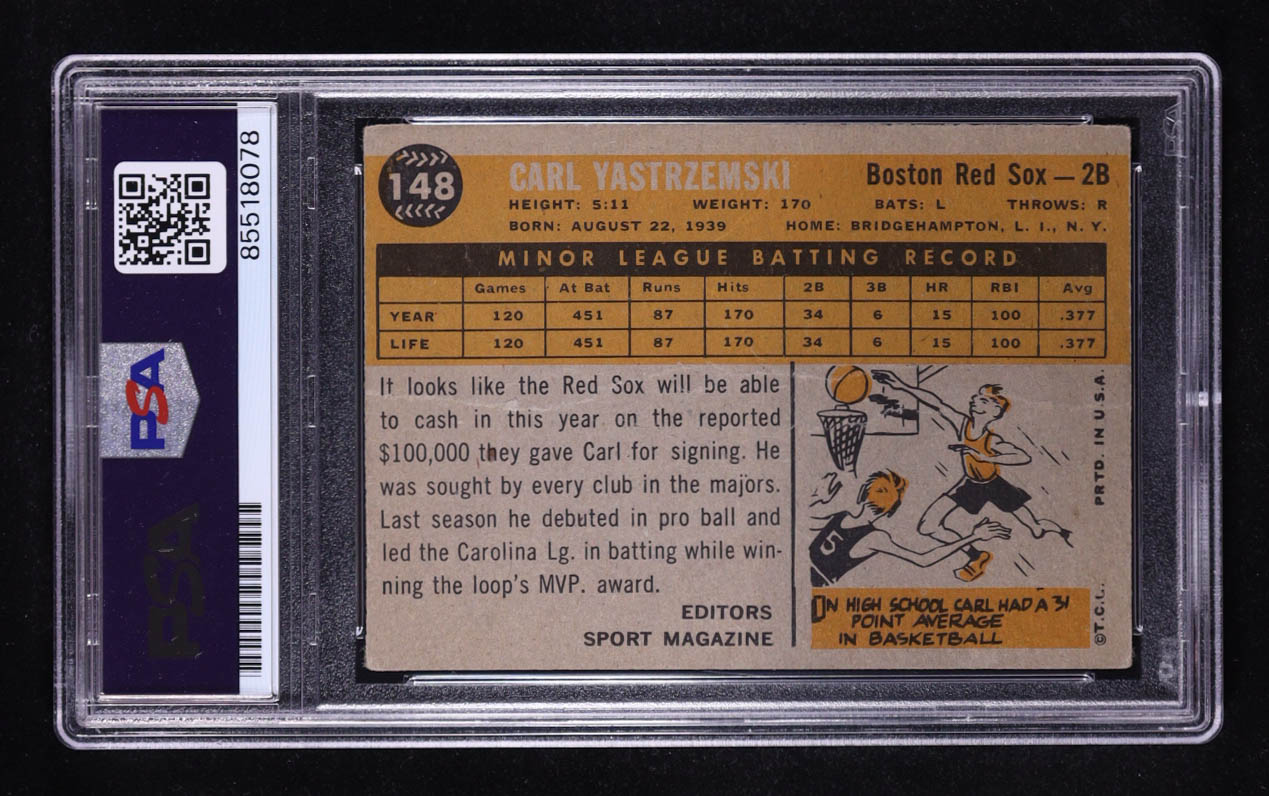 85518078
PSA
PSA
148
CARL YASTRZEMSKI
Boston Red Sox — 2B
HEIGHT: 5:11 WEIGHT: 170 BATS: L THROWS: R
BORN: AUGUST 22, 1939 HOME: BRIDGEHAMPTON, L. I., N. Y.
MINOR LEAGUE BATTING RECORD
Games At Bat Runs Hits 2B 3B HR RBI Avg
YEAR 120 451 87 170 34 6 15 100 .377
LIFE 120 451 87 170 34 6 15 100 .377
It looks like the Red Sox will be able
to cash in this year on the reported
$100,000 they gave Carl for signing. He
was sought by every club in the majors.
Last season he debuted in pro ball and
led the Carolina Lg. in batting while win-
ning the loop's MVP. award.
EDITORS
SPORT MAGAZINE
5
IN HIGH SCHOOL CARL HAD A 31
POINT AVERAGE
IN BASKETBALL
PRTD. IN U.S.A.
©T.C.G.
PSA